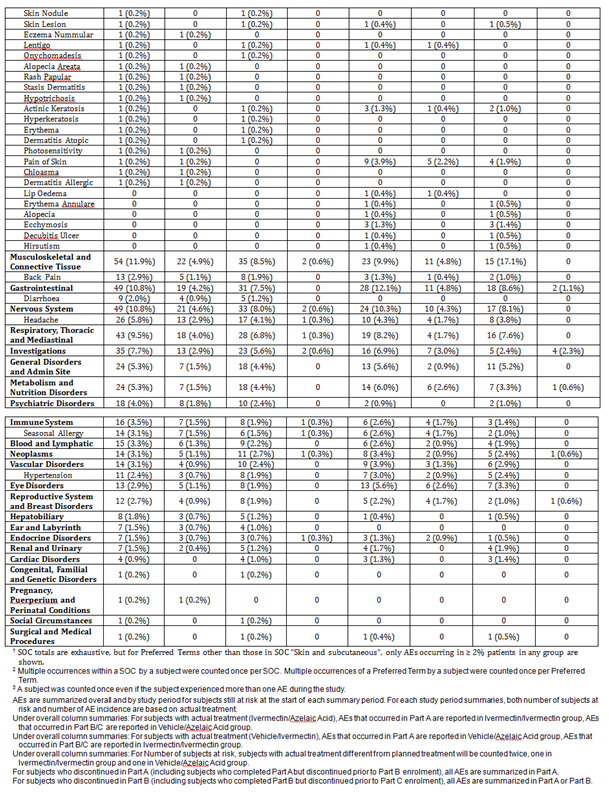 Skin Nodule 1 (0.2%) 0 1 (0.2%) 0 0 0 0 0
Skin Lesion 1 (0.2%) 0 1 (0.2%) 0 1 (0.4%) 0 1 (0.5%) 0
Eczema Nummular 1 (0.2%) 1 (0.2%) 0 0 0 0 0 0
Lentigo 1 (0.2%) 0 1 (0.2%) 0 1 (0.4%) 1 (0.4%) 0 0
Onychomadesis 1 (0.2%) 0 1 (0.2%) 0 0 0 0 0
Alopecia Areata 1 (0.2%) 1 (0.2%) 0 0 0 0 0 0
Rash Papular 1 (0.2%) 1 (0.2%) 0 0 0 0 0 0
Stasis Dermatitis 1 (0.2%) 1 (0.2%) 0 0 0 0 0 0
Hypotrichosis 1 (0.2%) 1 (0.2%) 0 0 0 0 0 0
Actinic Keratosis 1 (0.2%) 0 1 (0.2%) 0 3 (1.3%) 1 (0.4%) 2 (1.0%) 0
Hyperkeratosis 1 (0.2%) 0 1 (0.2%) 0 0 0 0 0
Erythema 1 (0.2%) 0 1 (0.2%) 0 0 0 0 0
Dermatitis Atopic 1 (0.2%) 0 1 (0.2%) 0 0 0 0 0
Photosensitivity 1 (0.2%) 1 (0.2%) 0 0 0 0 0 0
Pain of Skin 1 (0.2%) 1 (0.2%) 0 0 9 (3.9%) 5 (2.2%) 4 (1.9%) 0
Chloasma 1 (0.2%) 1 (0.2%) 0 0 0 0 0 0
Dermatitis Allergic 1 (0.2%) 1 (0.2%) 0 0 0 0 0 0
Lip Oedema 0 0 0 0 1 (0.4%) 1 (0.4%) 0 0
Erythema Annulare 0 0 0 0 1 (0.4%) 0 1 (0.5%) 0
Alopecia 0 0 0 0 1 (0.4%) 0 1 (0.5%) 0
Ecchymosis 0 0 0 0 3 (1.3%) 0 3 (1.4%) 0
Decubitis Ulcer 0 0 0 0 1 (0.4%) 0 1 (0.5%) 0
Hirsutism 0 0 0 0 1 (0.4%) 0 1 (0.5%) 0
Musculoskeletal and
Connective Tissue 54 (11.9%) 22 (4.9%) 35 (8.5%) 2 (0.6%) 23 (9.9%) 11 (4.8%) 15 (17.1%) 0
Back Pain 13 (2.9%) 5 (1.1%) 8 (1.9%) 0 3 (1.3%) 1 (0.4%) 2 (1.0%) 0
Gastrointestinal 49 (10.8%) 19 (4.2%) 31 (7.5%) 0 28 (12.1%) 11 (4.8%) 18 (8.6%) 2 (1.1%)
Diarrhoea 9 (2.0%) 4 (0.9%) 5 (1.2%) 0 0 0 0 0
Nervous System 49 (10.8%) 21 (4.6%) 33 (8.0%) 2 (0.6%) 24 (10.3%) 10 (4.3%) 17 (8.1%) 0
Headache 26 (5.8%) 13 (2.9%) 17 (4.1%) 1 (0.3%) 10 (4.3%) 4 (1.7%) 8 (3.8%) 0
Respiratory, Thoracic
and Mediastinal 43 (9.5%) 18 (4.0%) 28 (6.8%) 1 (0.3%) 19 (8.2%) 4 (1.7%) 16 (7.6%) 0
Investigations 35 (7.7%) 13 (2.9%) 23 (5.6%) 2 (0.6%) 16 (6.9%) 7 (3.0%) 5 (2.4%) 4 (2.3%)
General Disorders
and Admin Site 24 (5.3%) 7 (1.5%) 18 (4.4%) 0 13 (5.6%) 2 (0.9%) 11 (5.2%) 0
Metabolism and
Nutrition Disorders 24 (5.3%) 7 (1.5%) 18 (4.4%) 0 14 (6.0%) 6 (2.6%) 7 (3.3%) 1 (0.6%)
Psychiatric Disorders 18 (4.0%) 8 (1.8%) 10 (2.4%) 0 2 (0.9%) 0 2 (1.0%) 0
Immune System 16 (3.5%) 7 (1.5%) 8 (1.9%) 1 (0.3%) 6 (2.6%) 4 (1.7%) 3 (1.4%) 0
Seasonal Allergy 14 (3.1%) 7 (1.5%) 6 (1.5%) 1 (0.3%) 6 (2.6%) 4 (1.7%) 2 (1.0%) 0
Blood and Lymphatic 15 (3.3%) 6 (1.3%) 9 (2.2%) 0 6 (2.6%) 2 (0.9%) 4 (1.9%) 0
Neoplasms 14 (3.1%) 5 (1.1%) 11 (2.7%) 1 (0.3%) 8 (3.4%) 2 (0.9%) 5 (2.4%) 1 (0.6%)
Vascular Disorders 14 (3.1%) 4 (0.9%) 10 (2.4%) 0 9 (3.9%) 3 (1.3%) 6 (2.9%) 0
Hypertension 11 (2.4%) 3 (0.7%) 8 (1.9%) 0 7 (3.0%) 2 (0.9%) 5 (2.4%) 0
Eye Disorders 13 (2.9%) 5 (1.1%) 8 (1.9%) 0 13 (5.6%) 6 (2.6%) 7 (3.3%) 0
Reproductive System
and Breast Disorders 12 (2.7%) 4 (0.9%) 8 (1.9%) 0 5 (2.2%) 4 (1.7%) 2 (1.0%) 1 (0.6%)
Hepatobiliary 8 (1.8%) 3 (0.7%) 5 (1.2%) 0 1 (0.4%) 0 1 (0.5%) 0
Ear and Labyrinth 7 (1.5%) 3 (0.7%) 4 (1.0%) 0 0 0 0 0
Endocrine Disorders 7 (1.5%) 3 (0.7%) 3 (0.7%) 1 (0.3%) 3 (1.3%) 2 (0.9%) 1 (0.5%) 0
Renal and Urinary 7 (1.5%) 2 (0.4%) 5 (1.2%) 0 4 (1.7%) 0 4 (1.9%) 0
Cardiac Disorders 4 (0.9%) 0 4 (1.0%) 0 3 (1.3%) 0 3 (1.4%) 0
Congenital, Familial
and Genetic Disorders 1 (0.2%) 0 1 (0.2%) 0 0 0 0 0
Pregnancy,
Puerperium and
Perinatal Conditions 1 (0.2%) 1 (0.2%) 0 0 0 0 0 0
Social Circumstances 1 (0.2%) 0 1 (0.2%) 0 0 0 0 0
Surgical and Medical
Procedures 1 (0.2%) 0 1 (0.2%) 0 1 (0.4%) 0 1 (0.5%) 0
1 SOC totals are exhaustive, but for Preferred Terms other than those in SOC "Skin and subcutaneous", only AEs occurring in ≥ 2% patients in any group are
shown.
2 Multiple occurrences within a SOC by a subject were counted once per SOC. Multiple occurrences of a Preferred Term by a subject were counted once per Preferred
Term.
3 A subject was counted once even if the subject experienced more than one AE during the study.
AEs are summarized overall and by study period for subjects still at risk at the start of each summary period. For each study period summaries, both number of subjects at
risk and number of AE incidence are based on actual treatment.
Under overall column summaries: For subjects with actual treatment (Ivermectin/Azelaic Acid), AEs that occurred in Part A are reported in Ivermectin/Ivermectin group, AEs
that occurred in Part B/C are reported in Vehicle/Azelaic Acid group.
Under overall column summaries: For subjects with actual treatment (Vehicle/Ivermectin), AEs that occurred in Part A are reported in Vehicle/Azelaic Acid group, AEs that
occurred in Part B/C are reported in Ivermectin/Ivermectin group.
Under overall column summaries: For Number of subjects at risk, subjects with actual treatment different from planned treatment will be counted twice, one in
Ivermectin/Ivermectin group and one in Vehicle/Azelaic Acid group.
For subjects who discontinued in Part A (including subjects who completed Part A but discontinued prior to Part B enrolment), all AEs are summarized in Part A.
For subjects who discontinued in Part B (including subjects who completed Part B but discontinued prior to Part C enrolment), all AEs are summarized in Part A or Part B.